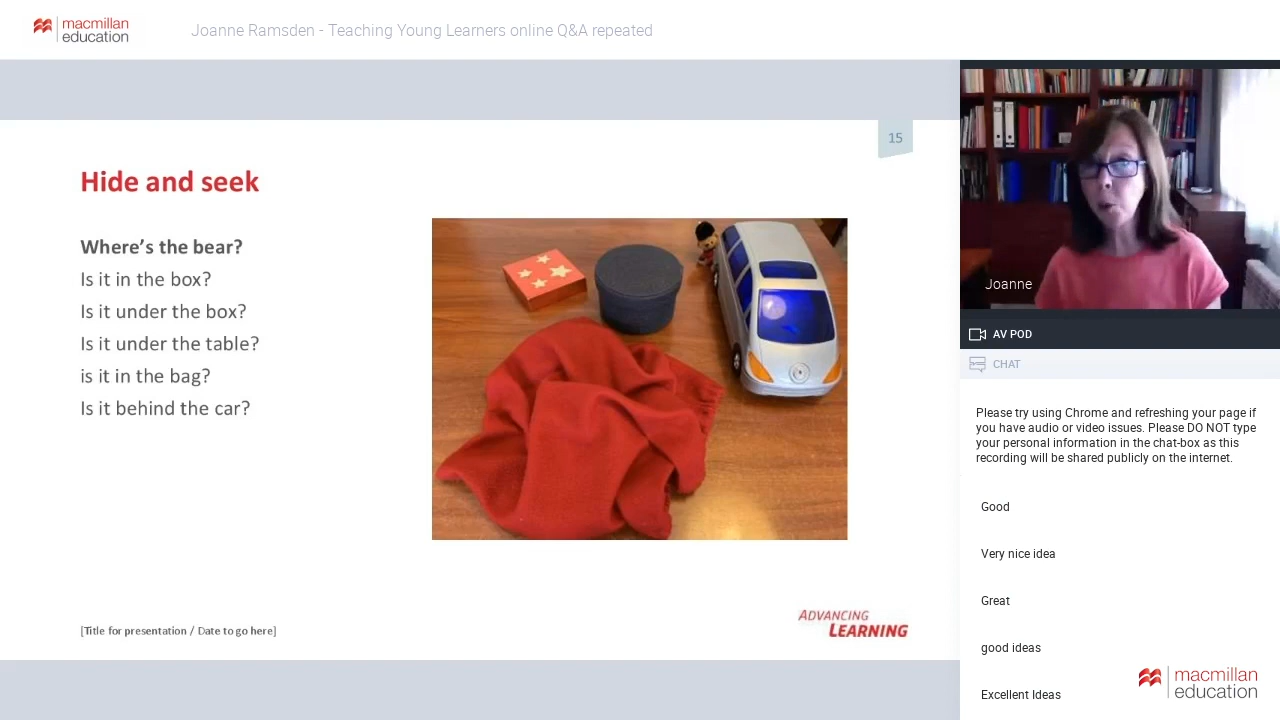 macmillan
education
Joanne Ramsden - Teaching Young Learners online Q&A repeated
15
Hide and seek
Where's the bear?
Is it in the box?
Is it under the box?
Is it under the table?
is it in the bag?
Is it behind the car?
[Title for presentation / Date to go here]
ADVANCING
LEARNING
Joanne
AV POD
CHAT
Please try using Chrome and refreshing your page if
you have audio or video issues. Please DO NOT type
your personal information in the chat-box as this
recording will be shared publicly on the internet.
Good
Very nice idea
Great
good ideas
Excellent Ideas
macmillan
education